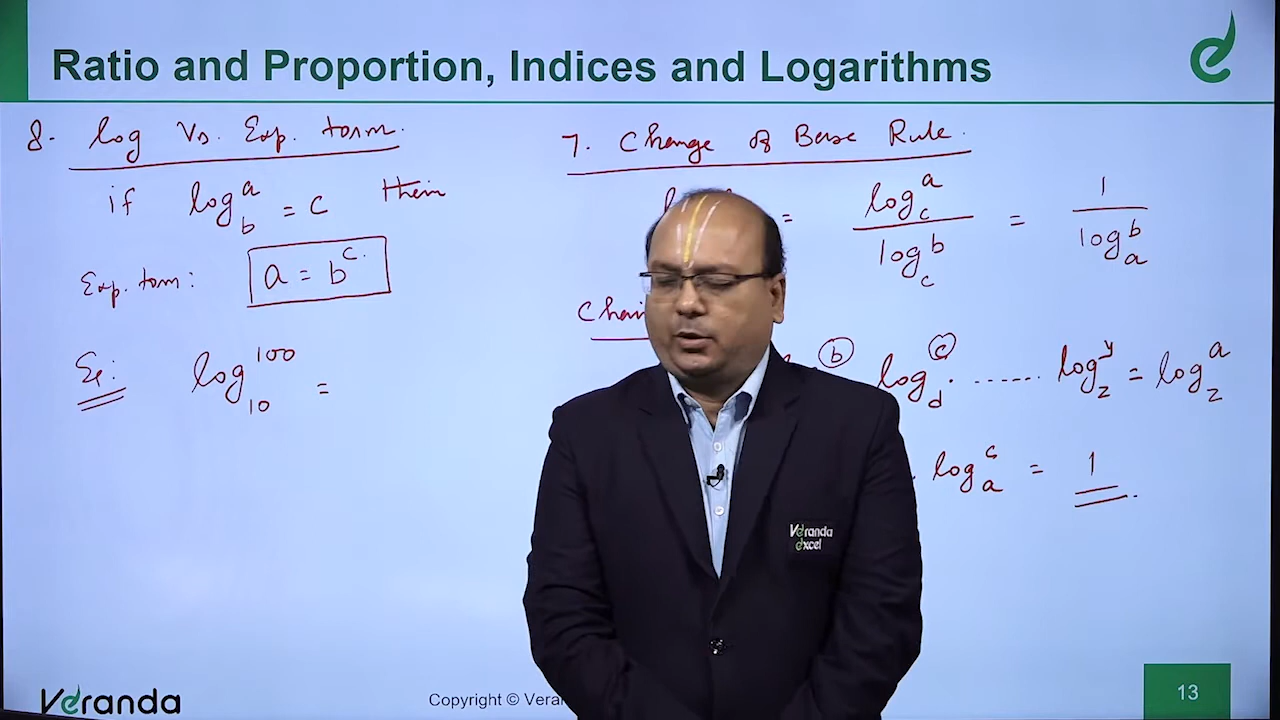 Ratio and Proportion, Indices and Logarithms
8. log Vs. Exp. form.
if log_b^a = c then
Exp. form: a = b^c.
Ex: log_10^100 =
7. Change of Base Rule.
= log_c^a / log_c^b = 1 / log_a^b
b log_d^c ....... log_z^y = log_z^a
. log_a^c = 1
Veranda excel
Veranda
Copyright ©
13